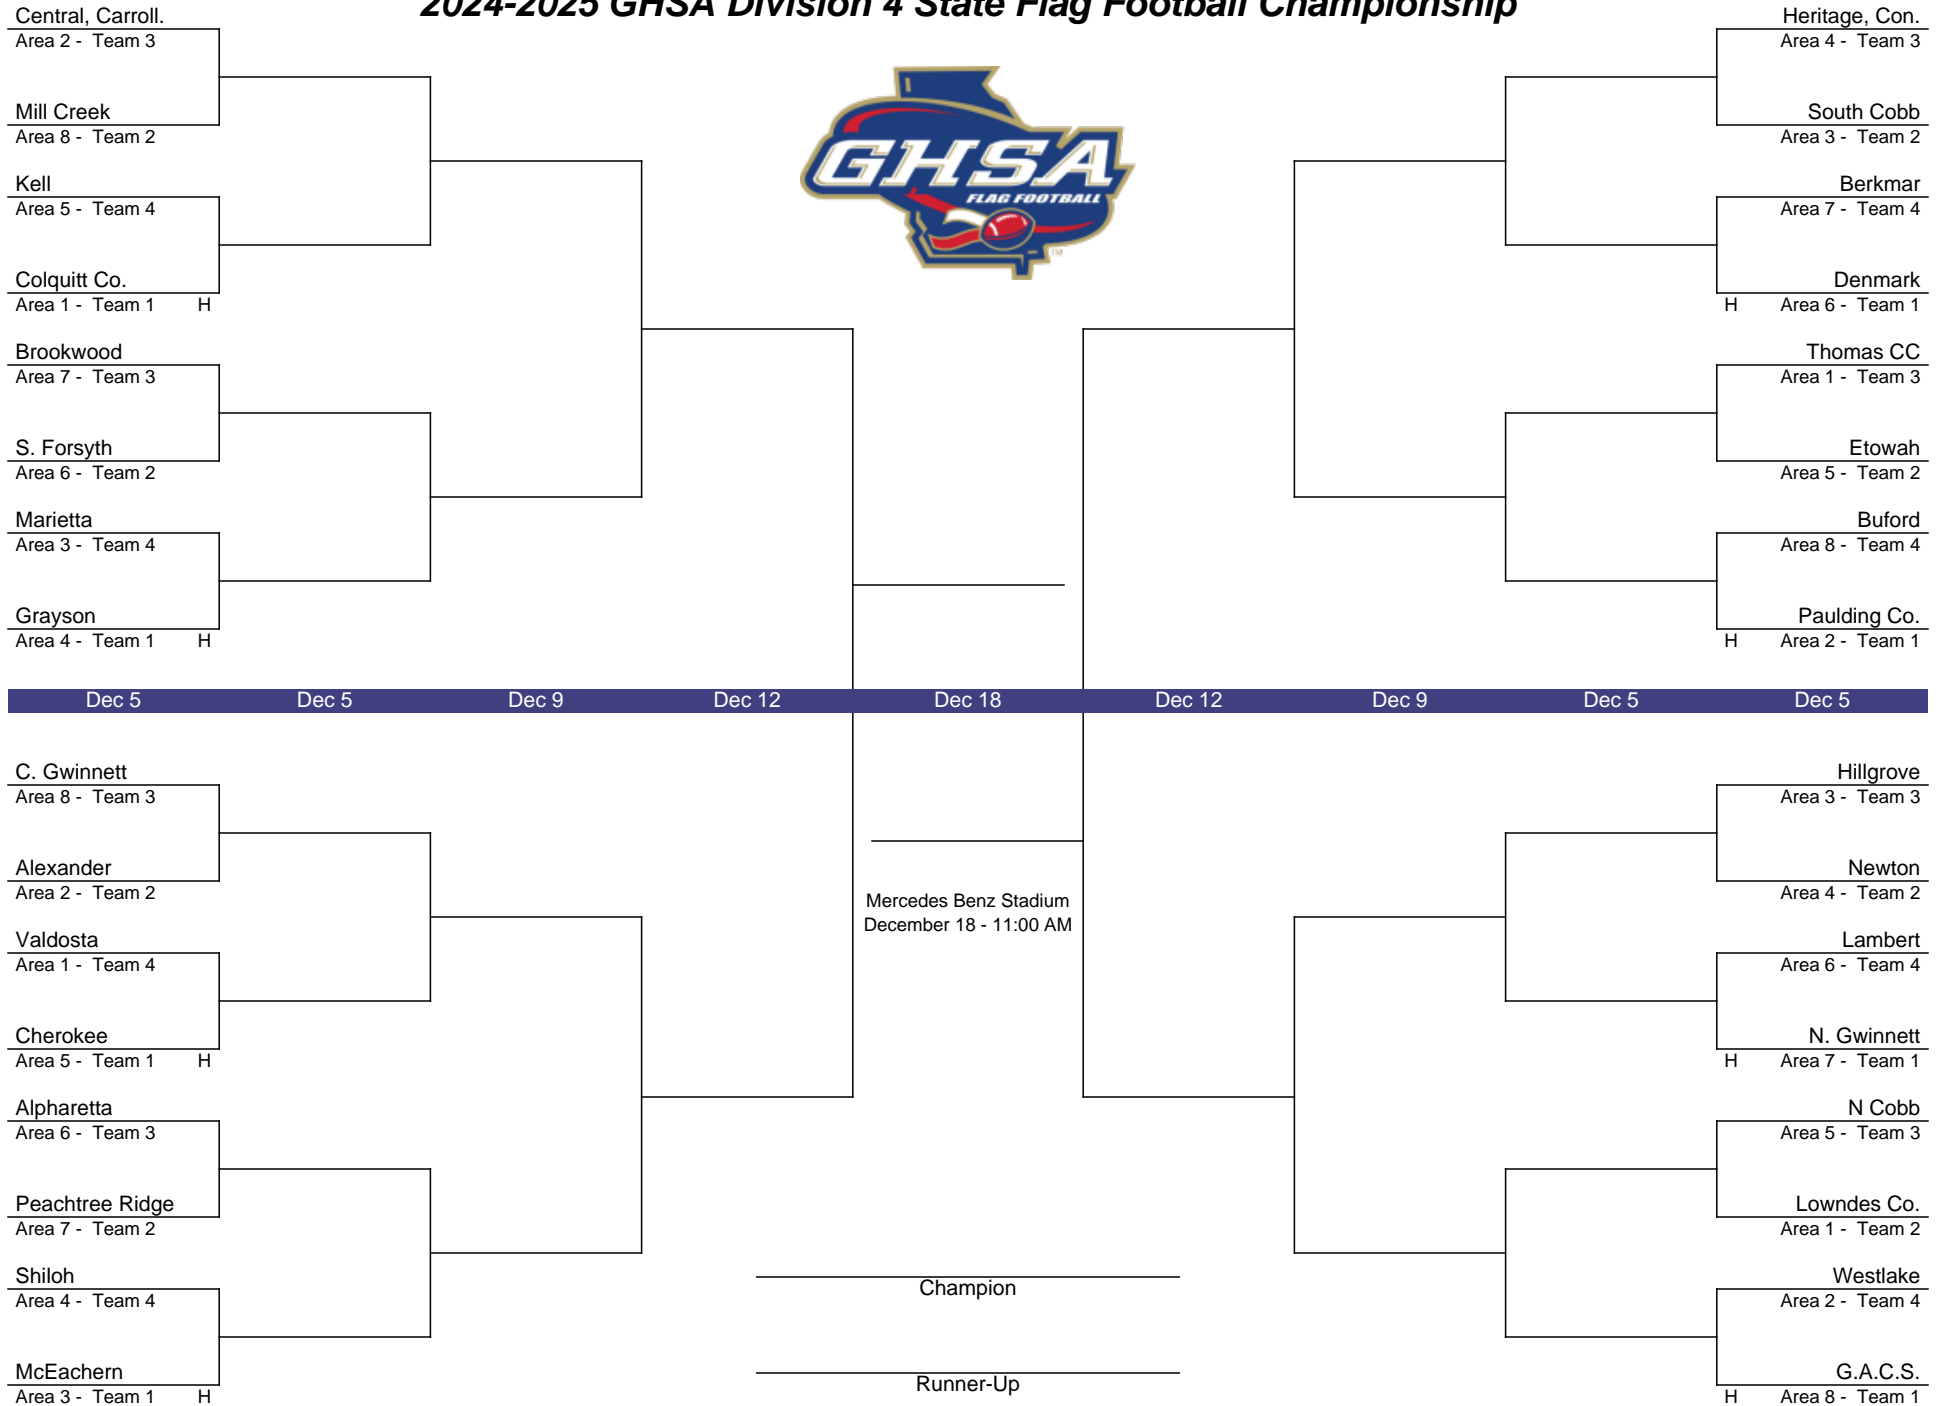 2024-2025 GHSA Division 4 State Flag Football Championship
Central, Carroll.
Area 2 - Team 3
Mill Creek
Area 8 - Team 2
Kell
Area 5 - Team 4
Colquitt Co.
Area 1 - Team 1 H
Brookwood
Area 7 - Team 3
S. Forsyth
Area 6 - Team 2
Marietta
Area 3 - Team 4
Grayson
Area 4 - Team 1 H
GHSA
FLAG FOOTBALL
TM
Heritage, Con.
Area 4 - Team 3
South Cobb
Area 3 - Team 2
Berkmar
Area 7 - Team 4
Denmark
H Area 6 - Team 1
Thomas CC
Area 1 - Team 3
Etowah
Area 5 - Team 2
Buford
Area 8 - Team 4
Paulding Co.
H Area 2 - Team 1
Dec 5 Dec 5 Dec 9 Dec 12 Dec 18 Dec 12 Dec 9 Dec 5 Dec 5
C. Gwinnett
Area 8 - Team 3
Alexander
Area 2 - Team 2
Valdosta
Area 1 - Team 4
Cherokee
Area 5 - Team 1 H
Alpharetta
Area 6 - Team 3
Peachtree Ridge
Area 7 - Team 2
Shiloh
Area 4 - Team 4
McEachern
Area 3 - Team 1 H
Mercedes Benz Stadium
December 18 - 11:00 AM
Champion
Runner-Up
Hillgrove
Area 3 - Team 3
Newton
Area 4 - Team 2
Lambert
Area 6 - Team 4
N. Gwinnett
H Area 7 - Team 1
N Cobb
Area 5 - Team 3
Lowndes Co.
Area 1 - Team 2
Westlake
Area 2 - Team 4
G.A.C.S.
H Area 8 - Team 1